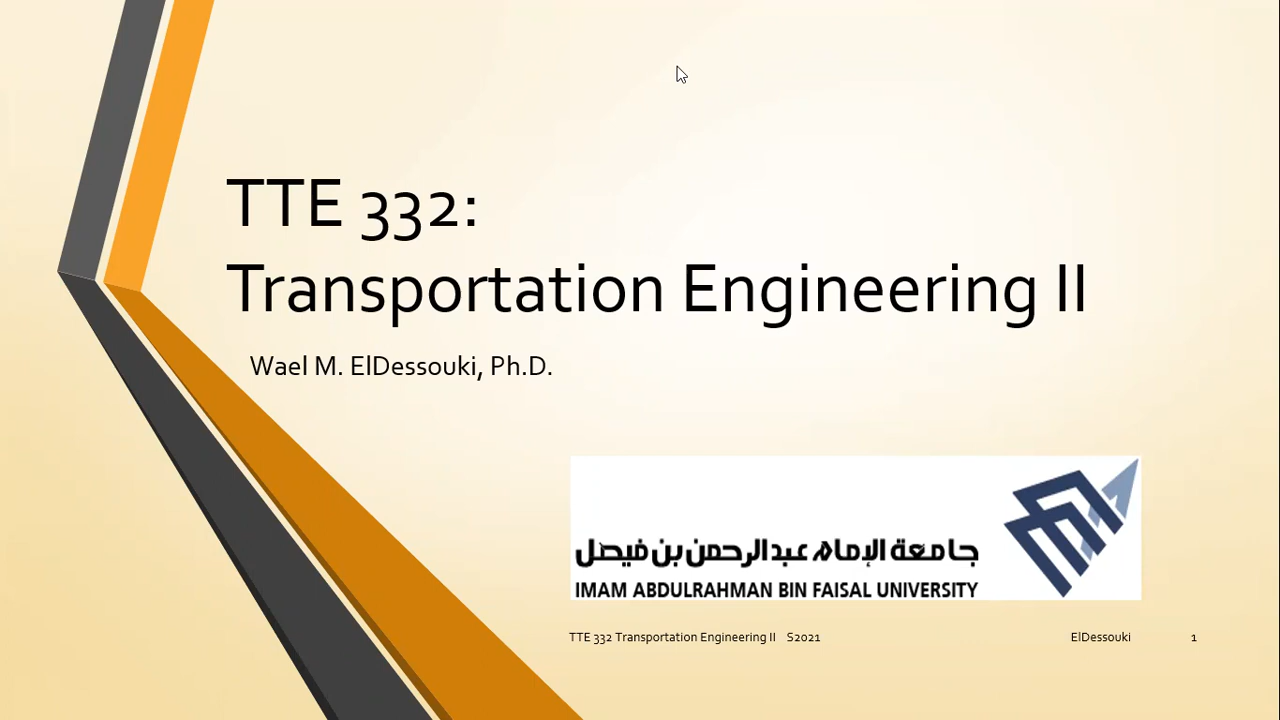 TTE 332:
Transportation Engineering II
Wael M. ElDessouki, Ph.D.
جامعة الإمام عبدالرحمن بن فيصل
IMAM ABDULRAHMAN BIN FAISAL UNIVERSITY
TTE 332 Transportation Engineering II S2021 ElDessouki 1